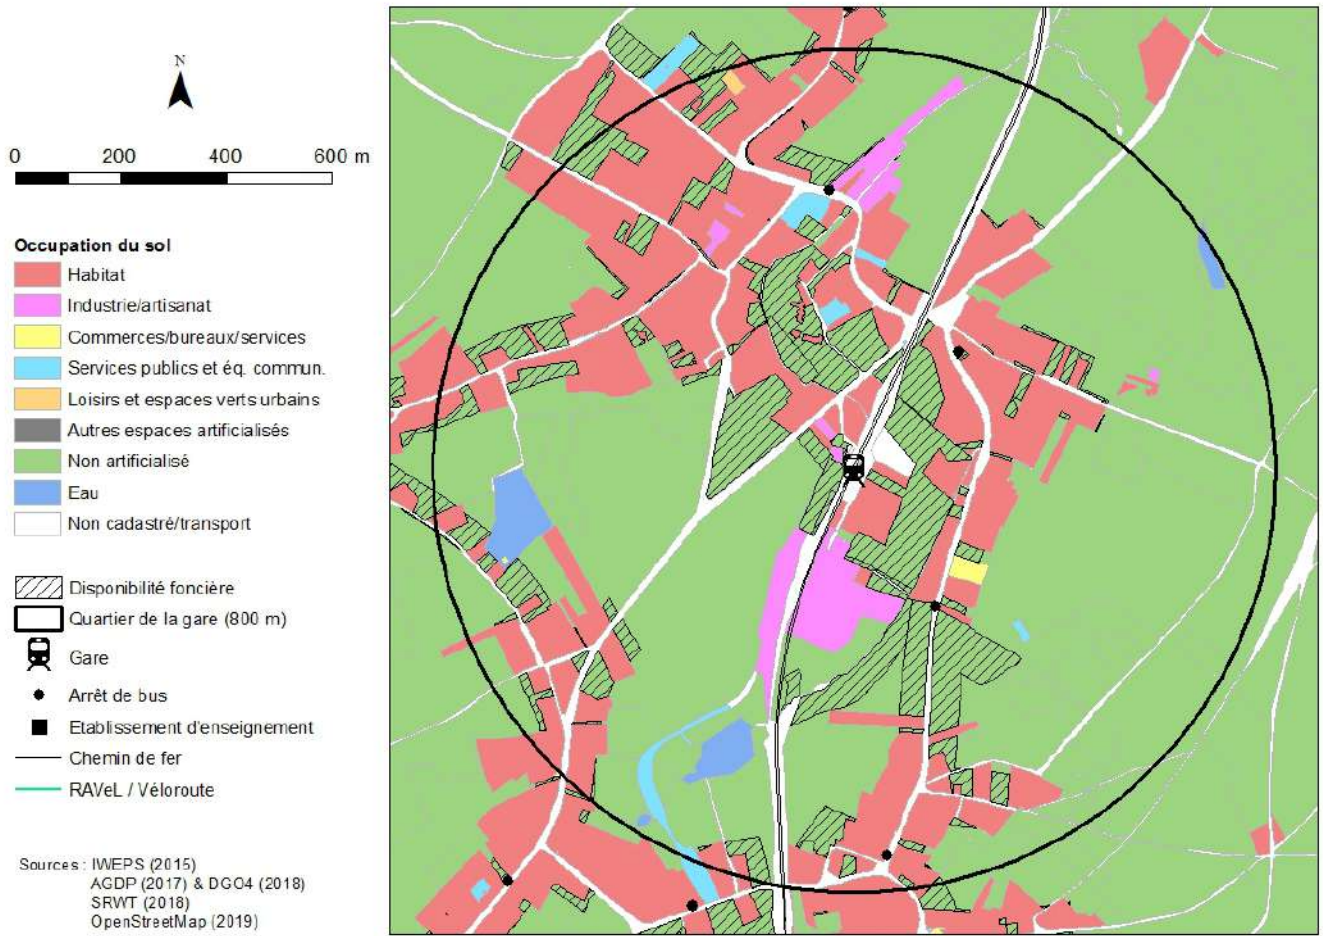 N
0 200 400 600 m
Occupation du sol
Habitat
Industrie/artisanat
Commerces/bureaux/services
Services publics et éq. commun.
Loisirs et espaces verts urbains
Autres espaces artificialisés
Non artificialisé
Eau
Non cadastré/transport
Disponibilité foncière
Quartier de la gare (800 m)
Gare
Arrêt de bus
Etablissement d'enseignement
Chemin de fer
RAVeL / Véloroute
Sources : IWEPS (2015)
AGDP (2017) & DGO4 (2018)
SRWT (2018)
OpenStreetMap (2019)